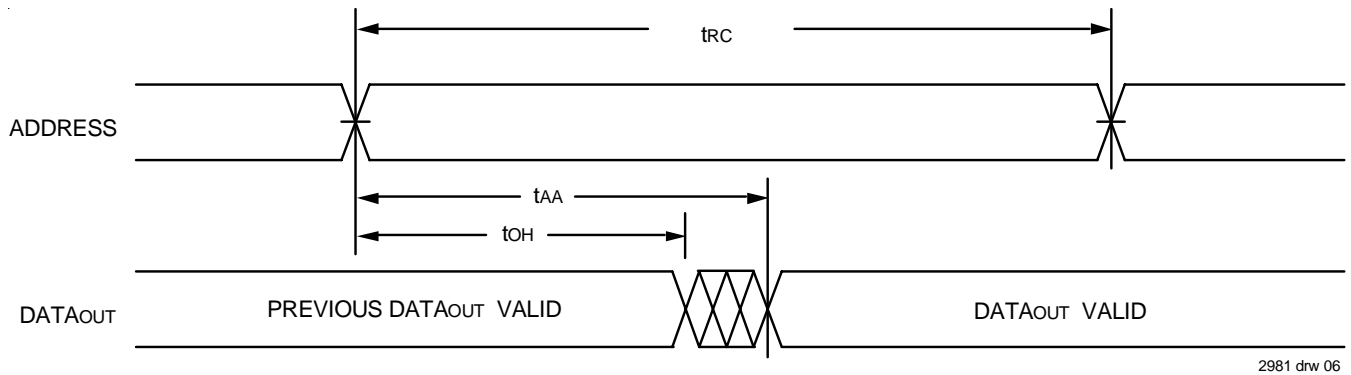 tRC
ADDRESS
tAA
tOH
DATAOUT
PREVIOUS DATAOUT VALID
DATAOUT VALID
2981 drw 06